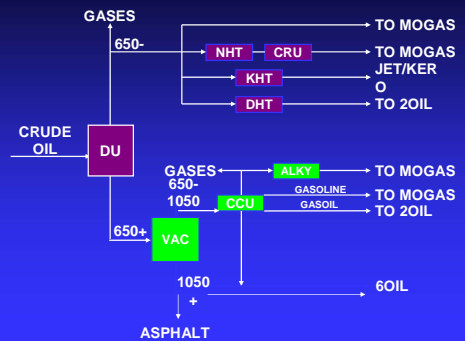 GASES
TO MOGAS
650-
NHT
CRU
TO MOGAS
JET/KER
O
KHT
DHT
TO 2OIL
CRUDE
OIL
DU
GASES
ALKY
TO MOGAS
650-
1050
CCU
GASOLINE
TO MOGAS
GASOIL
TO 2OIL
650+
VAC
1050
+
6OIL
ASPHALT